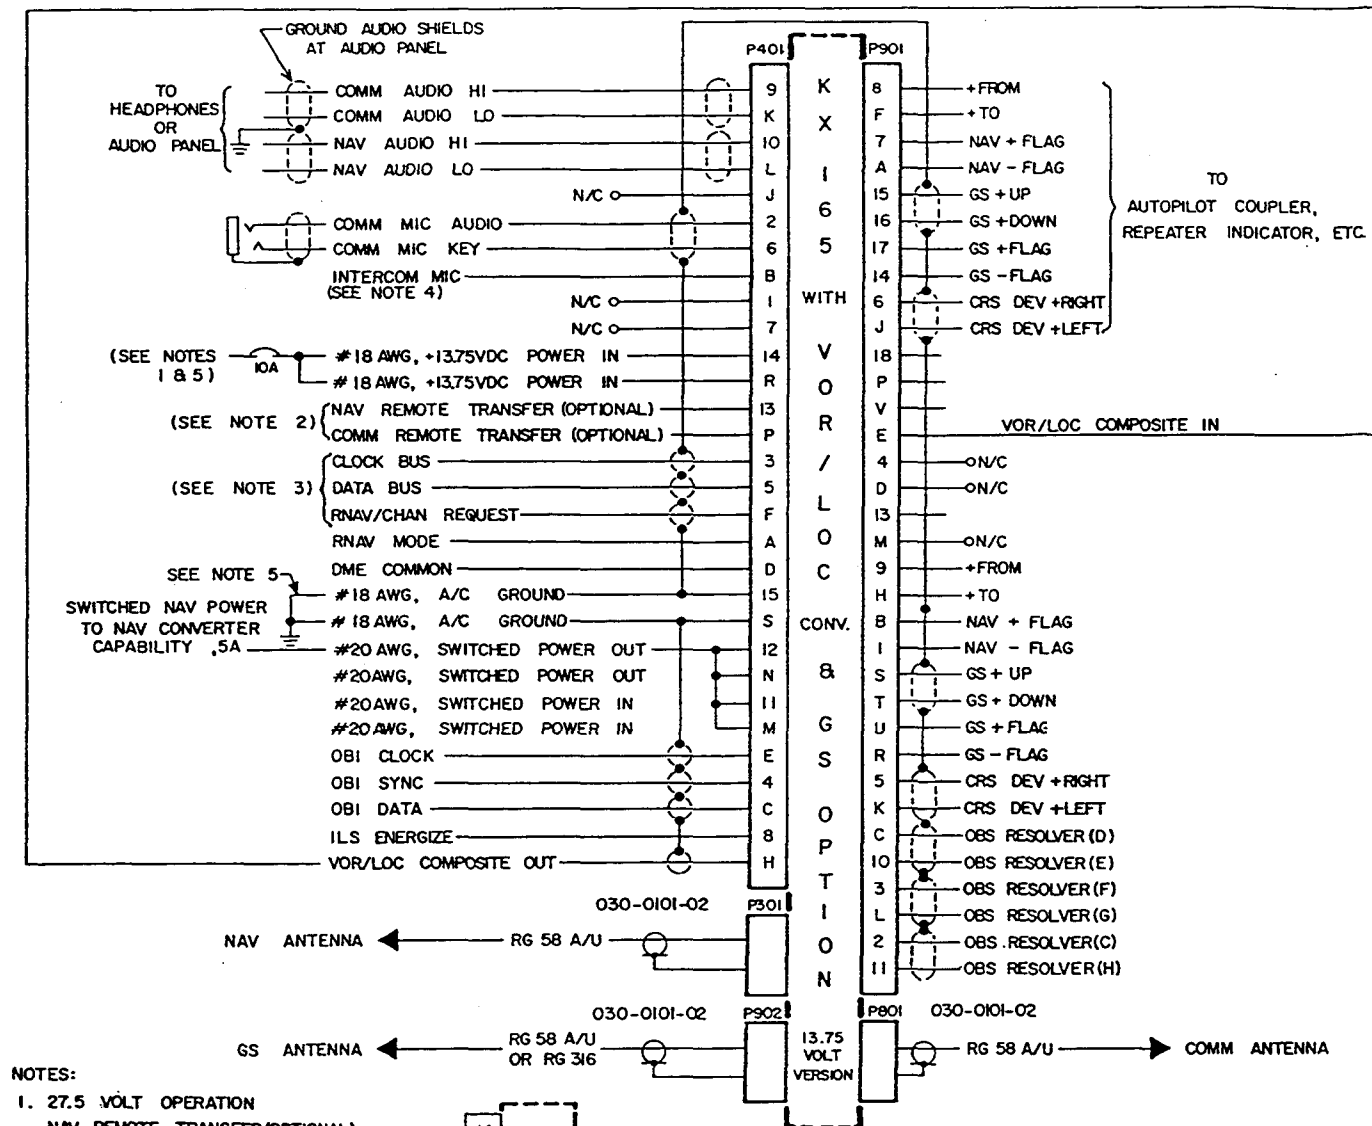 GROUND AUDIO SHIELDS
AT AUDIO PANEL
TO
HEADPHONES
OR
AUDIO PANEL
P401
P901
COMM AUDIO HI 9
COMM AUDIO LO K
NAV AUDIO HI 10
NAV AUDIO LO L
N/C J
COMM MIC AUDIO 2
COMM MIC KEY 6
INTERCOM MIC B
(SEE NOTE 4)
N/C 1
N/C 7
(SEE NOTES
1 & 5)
10A
#18 AWG, +13.75VDC POWER IN 14
#18 AWG, +13.75VDC POWER IN R
(SEE NOTE 2)
NAV REMOTE TRANSFER (OPTIONAL) 13
COMM REMOTE TRANSFER (OPTIONAL) P
(SEE NOTE 3)
CLOCK BUS 3
DATA BUS 5
RNAV/CHAN REQUEST F
RNAV MODE A
DME COMMON D
SEE NOTE 5
#18 AWG, A/C GROUND 15
#18 AWG, A/C GROUND S
SWITCHED NAV POWER
TO NAV CONVERTER
CAPABILITY .5A
#20 AWG, SWITCHED POWER OUT 12
#20AWG, SWITCHED POWER OUT N
#20AWG, SWITCHED POWER IN 11
#20AWG, SWITCHED POWER IN M
OBI CLOCK E
OBI SYNC 4
OBI DATA C
ILS ENERGIZE 8
VOR/LOC COMPOSITE OUT H
KX 165 WITH VOR/LOC CONV. & GS OPTION
8 +FROM
F +TO
7 NAV + FLAG
A NAV - FLAG
15 GS +UP
16 GS +DOWN
17 GS +FLAG
14 GS -FLAG
6 CRS DEV +RIGHT
J CRS DEV +LEFT
TO
AUTOPILOT COUPLER,
REPEATER INDICATOR, ETC.
18
P
V
E VOR/LOC COMPOSITE IN
4 N/C
D N/C
13
M N/C
9 +FROM
H +TO
B NAV + FLAG
1 NAV - FLAG
S GS + UP
T GS + DOWN
U GS + FLAG
R GS - FLAG
5 CRS DEV +RIGHT
K CRS DEV +LEFT
C OBS RESOLVER (D)
10 OBS RESOLVER (E)
3 OBS RESOLVER (F)
L OBS RESOLVER (G)
2 OBS RESOLVER (C)
11 OBS RESOLVER (H)
030-0101-02 P301
NAV ANTENNA RG 58 A/U
030-0101-02 P902
GS ANTENNA RG 58 A/U
OR RG 316
13.75
VOLT
VERSION
P801 030-0101-02
RG 58 A/U COMM ANTENNA
NOTES:
1. 27.5 VOLT OPERATION
NAV REMOTE TRANSFER (OPTIONAL)